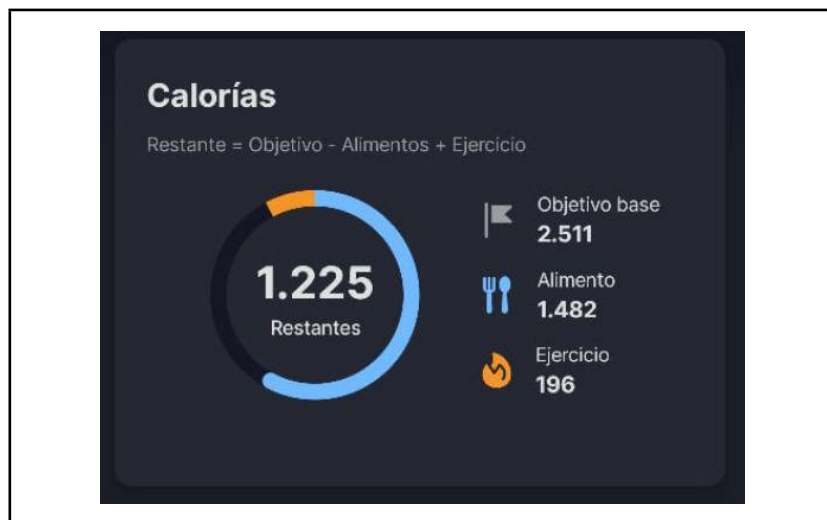 Calorías
Restante = Objetivo - Alimentos + Ejercicio
1.225
Restantes
Objetivo base
2.511
Alimento
1.482
Ejercicio
196